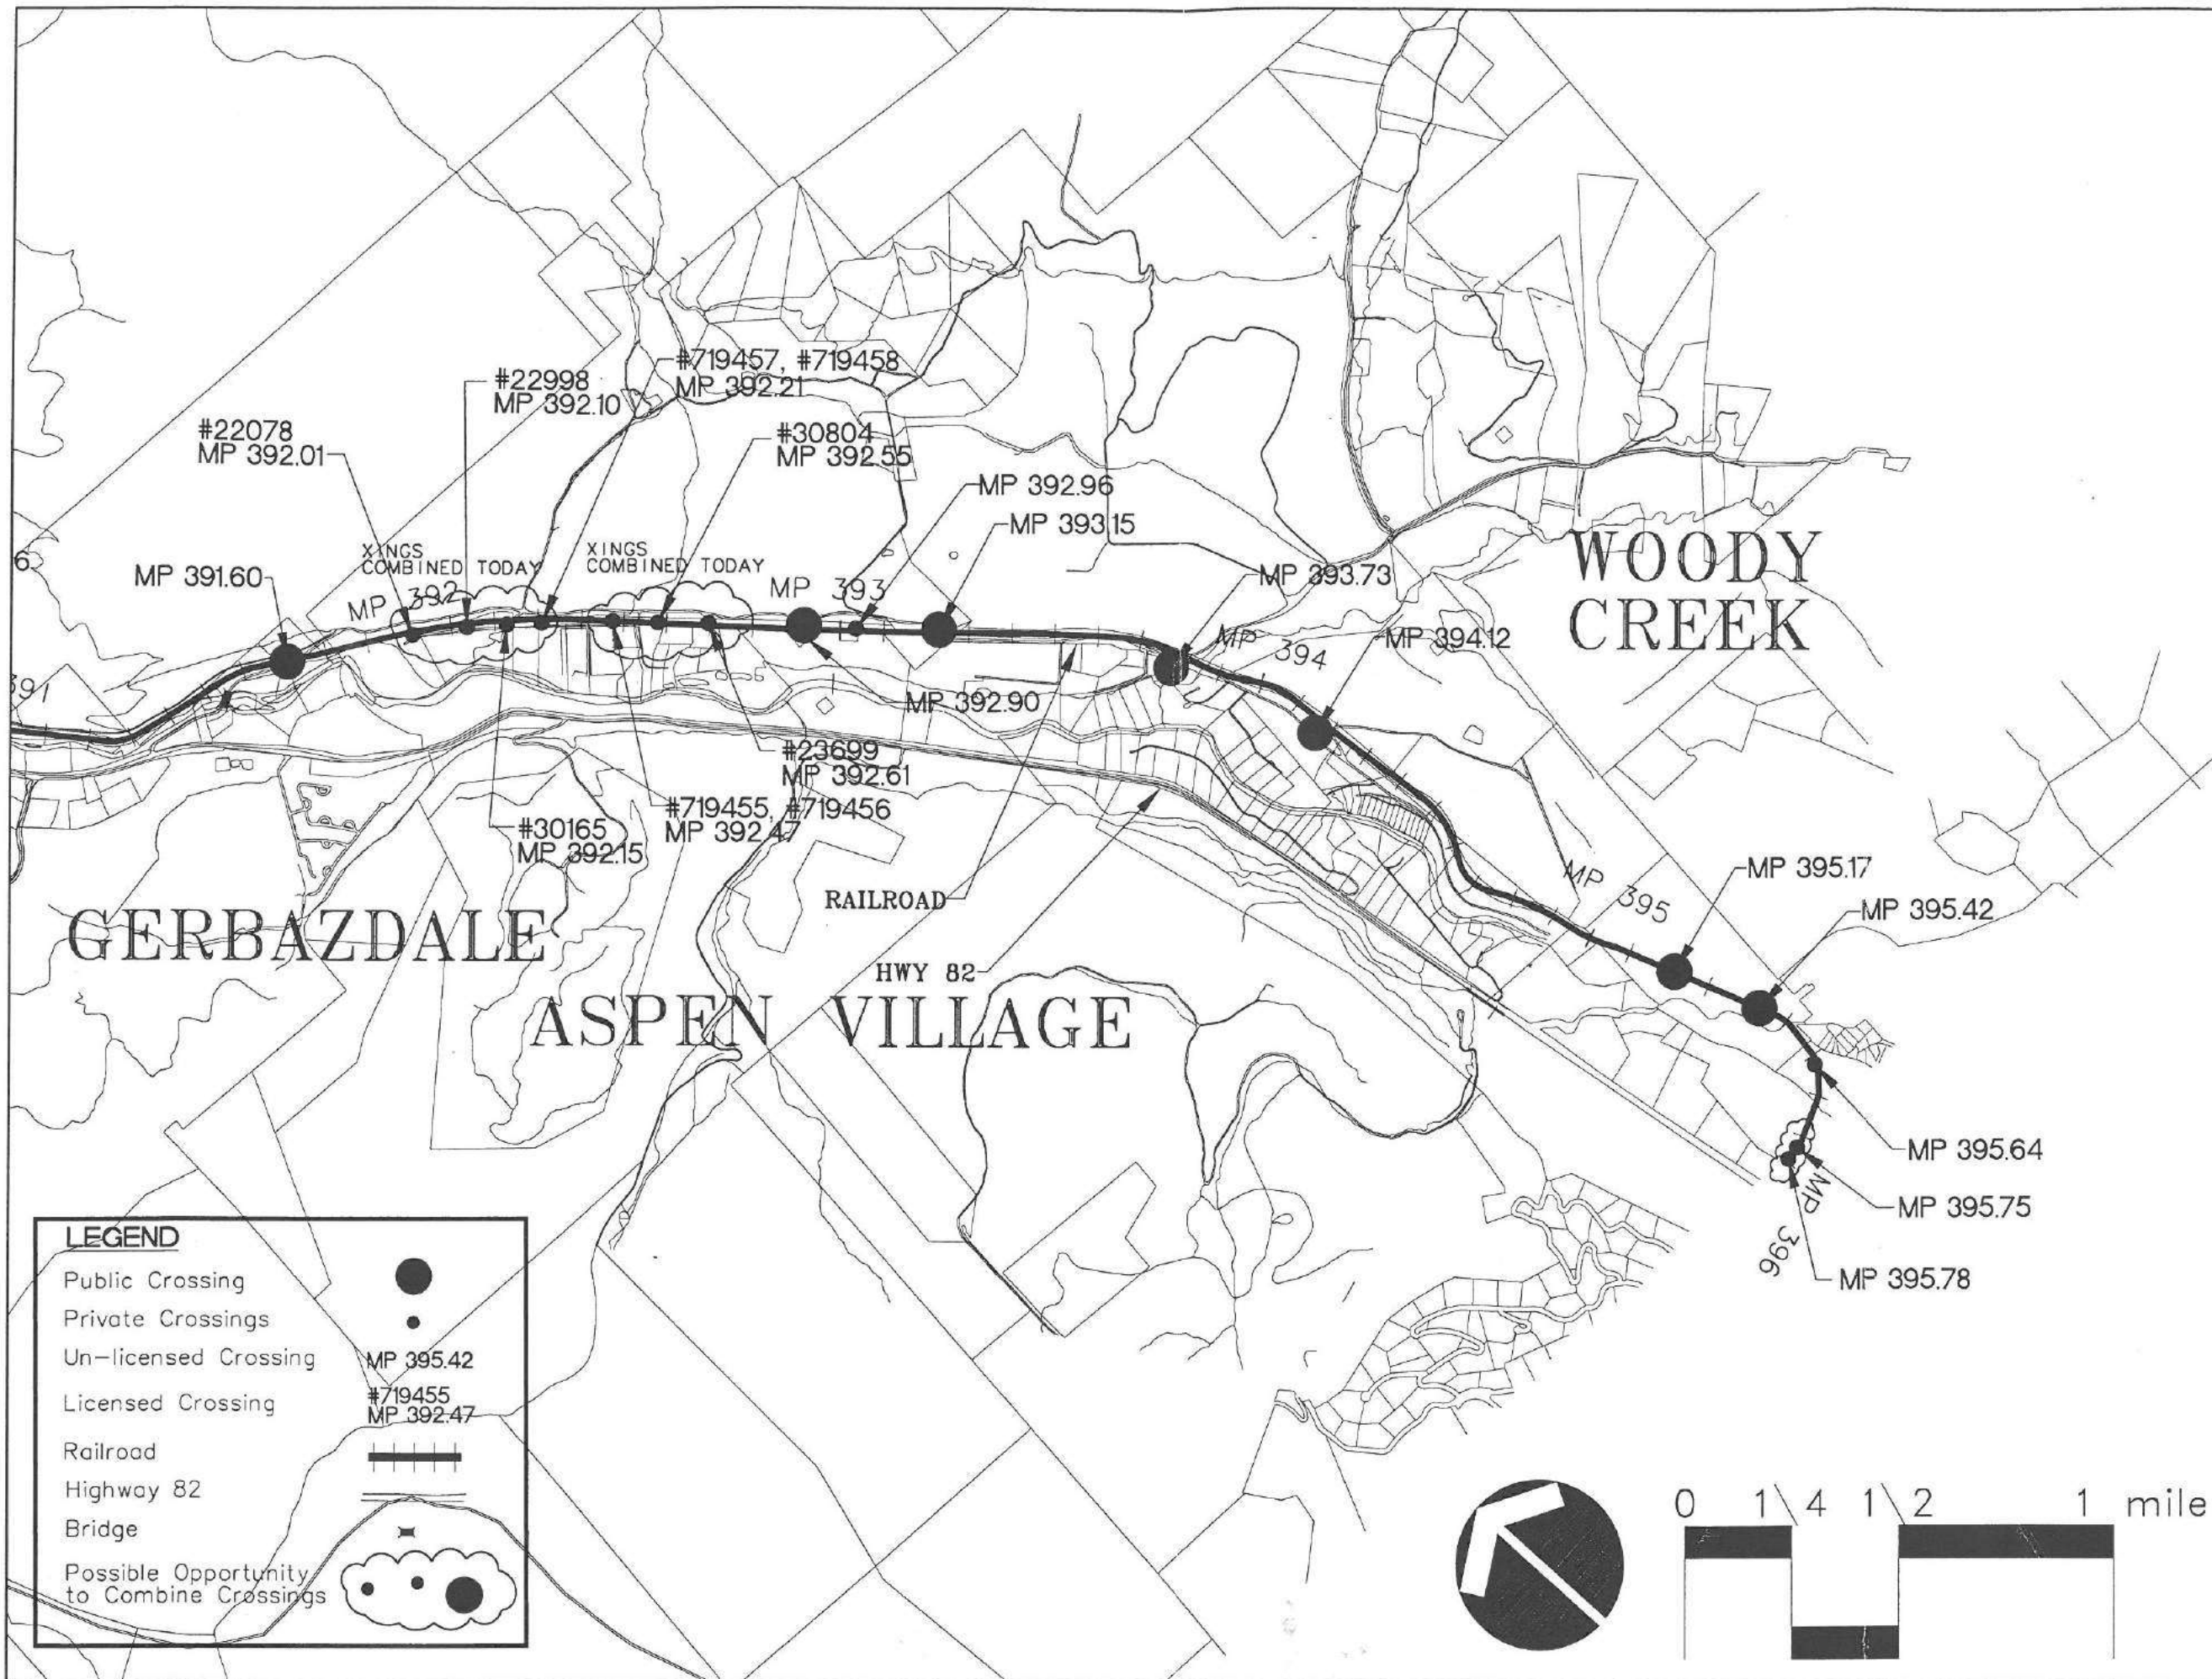 #719457, #719458
MP 392.21
#22998
MP 392.10
#22078
MP 392.01
#30804
MP 392.55
MP 392.96
MP 393.15
XINGS
COMBINED TODAY
XINGS
COMBINED TODAY
MP 391.60
MP 392
MP 393
MP 393.73
WOODY
CREEK
MP 394
MP 394.12
391
MP 392.90
#23699
MP 392.61
#719455, #719456
MP 392.47
#30165
MP 392.15
RAILROAD
MP 395
MP 395.17
MP 395.42
GERBAZDALE
HWY 82
ASPEN VILLAGE
MP 395.64
MP 395.75
MP 396
MP 395.78
LEGEND
Public Crossing
Private Crossings
Un-licensed Crossing MP 395.42
Licensed Crossing #719455
MP 392.47
Railroad
Highway 82
Bridge
Possible Opportunity
to Combine Crossings
0 1\4 1\2 1 mile